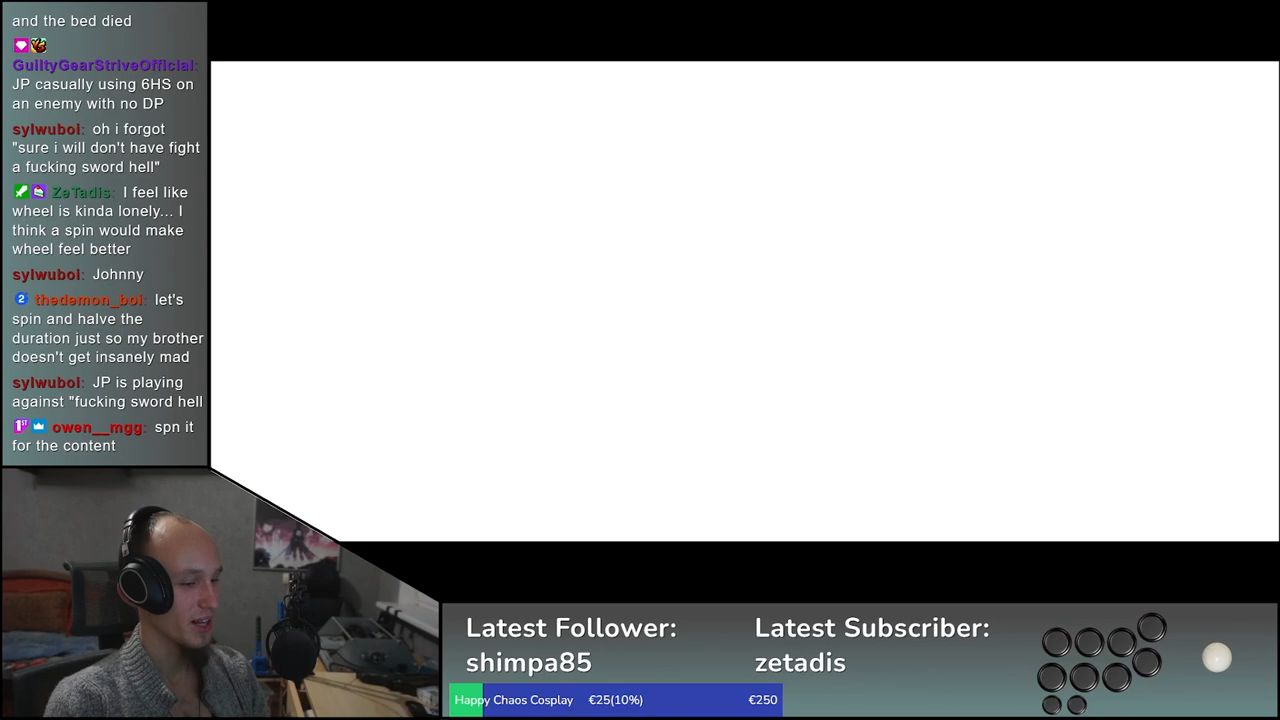 and the bed died
GuiltyGearStriveOfficial:
JP casually using 6HS on
an enemy with no DP
sylwuboi: oh i forgot
"sure i will don't have fight
a fucking sword hell"
ZeTadis: I feel like
wheel is kinda lonely... I
think a spin would make
wheel feel better
sylwuboi: Johnny
2 thedemon_boi: let's
spin and halve the
duration just so my brother
doesn't get insanely mad
sylwuboi: JP is playing
against "fucking sword hell
1ST owen__mgg: spn it
for the content
Latest Follower:
shimpa85
Latest Subscriber:
zetadis
Happy Chaos Cosplay €25(10%) €250